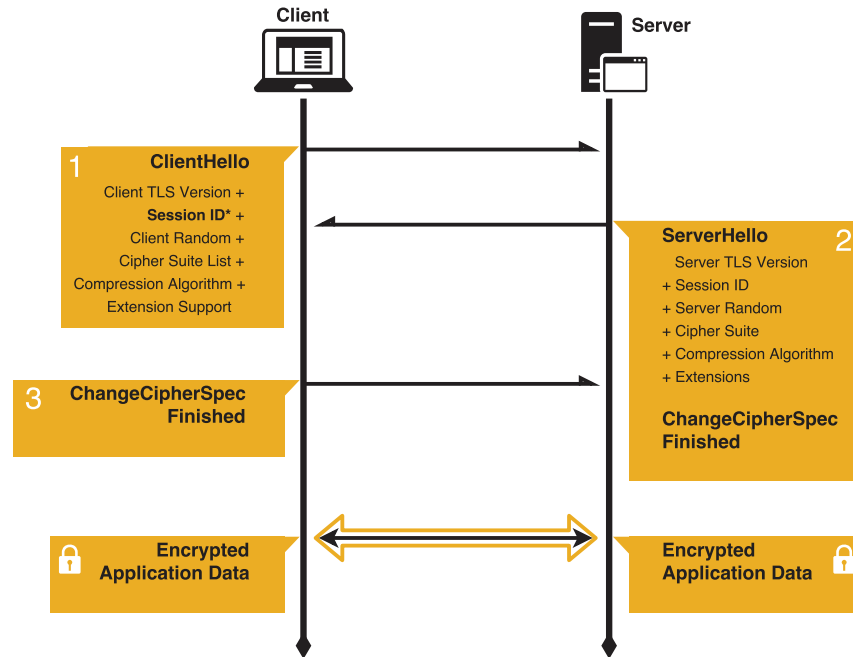 Client
Server
1
ClientHello
Client TLS Version +
Session ID* +
Client Random +
Cipher Suite List +
Compression Algorithm +
Extension Support
2
ServerHello
Server TLS Version
+ Session ID
+ Server Random
+ Cipher Suite
+ Compression Algorithm
+ Extensions
ChangeCipherSpec
Finished
3
ChangeCipherSpec
Finished
Encrypted
Application Data
Encrypted
Application Data